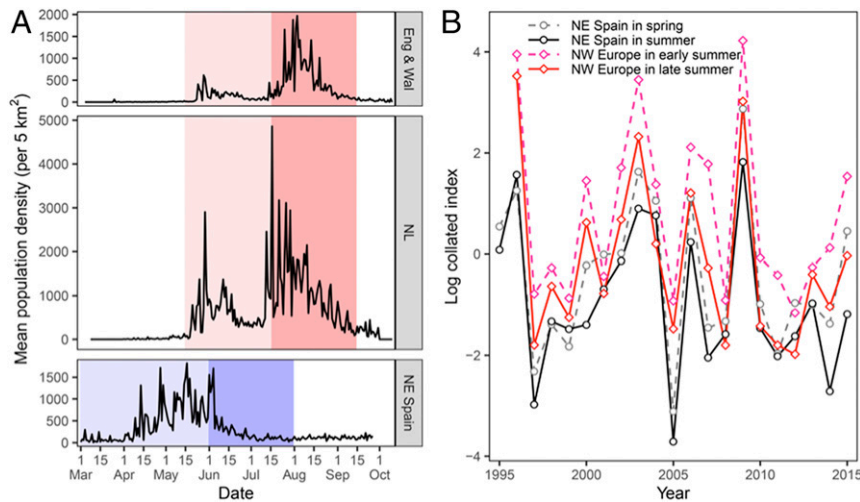 A
Mean population density (per 5 km²)
2000
1500
1000
500
0
Eng & Wal
5000
4000
3000
2000
1000
0
NL
1500
1000
500
0
NE Spain
1 15 1 15 1 15 1 15 1 15 1 15 1 15 1
Mar Apr May Jun Jul Aug Sep Oct
Date
B
NE Spain in spring
NE Spain in summer
NW Europe in early summer
NW Europe in late summer
Log collated index
4
2
0
−2
−4
1995 2000 2005 2010 2015
Year